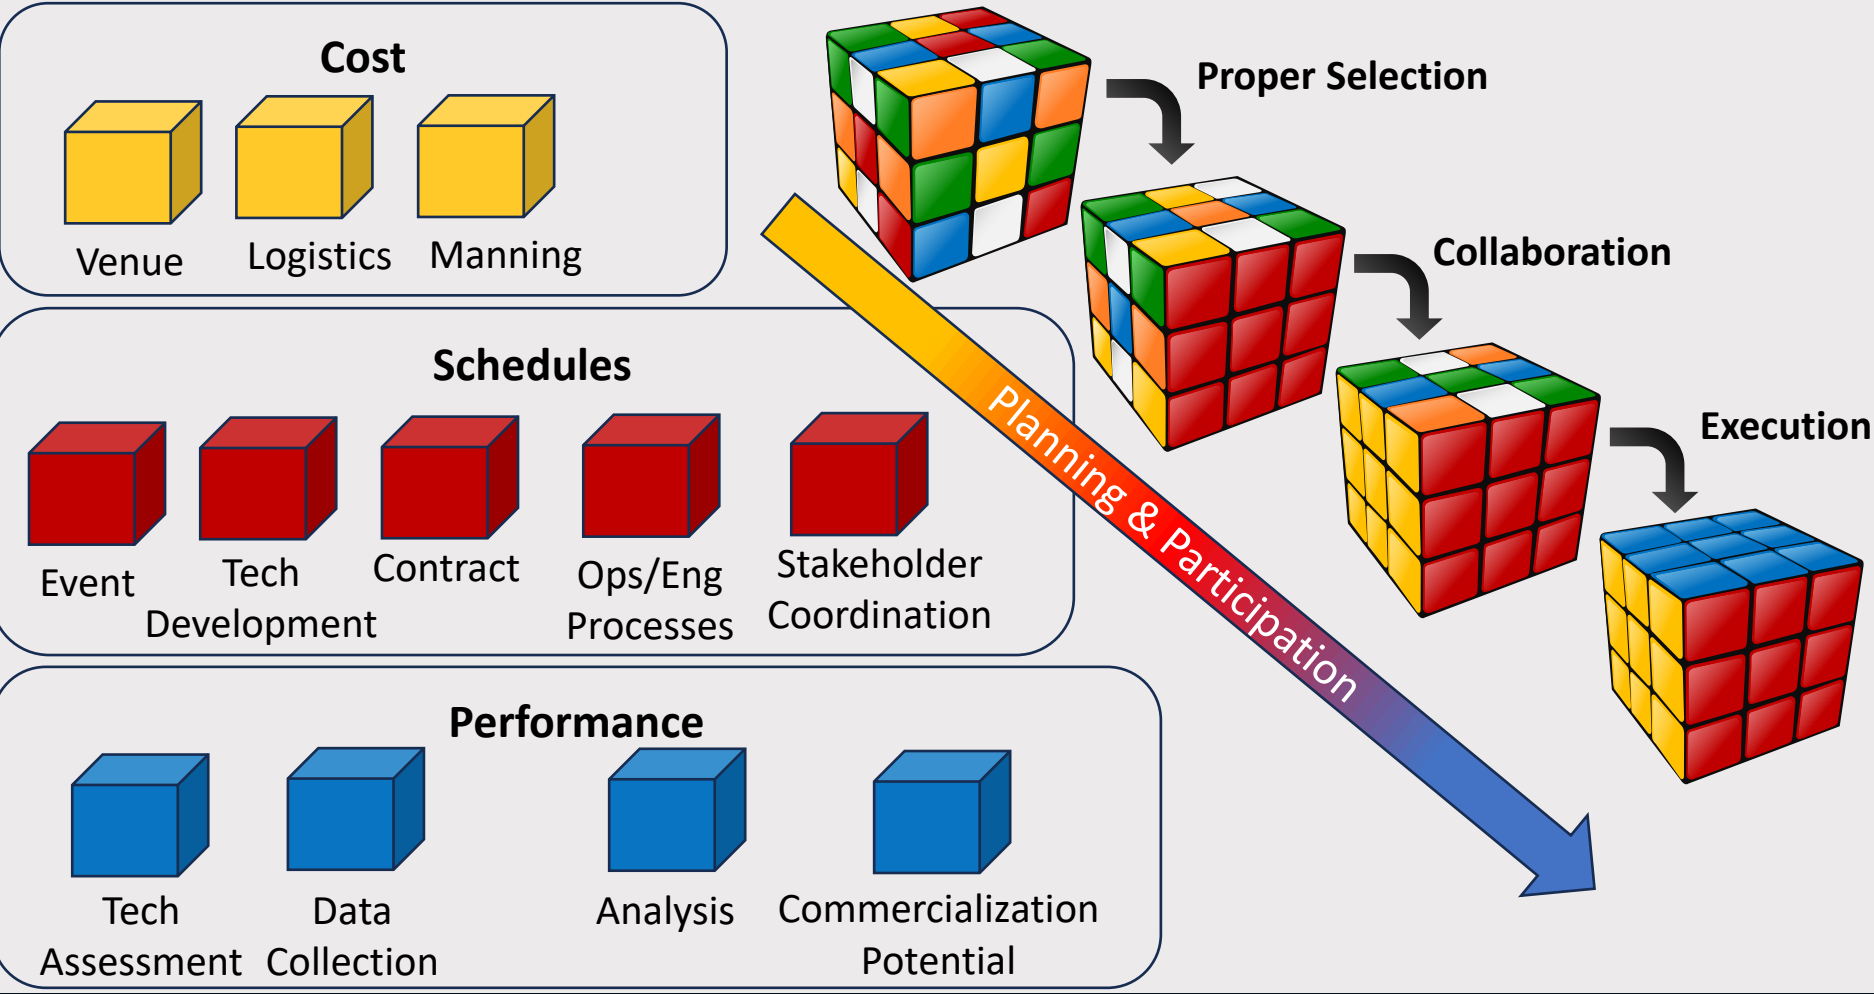 Cost
Venue
Logistics
Manning
Schedules
Event
Tech
Development
Contract
Ops/Eng
Processes
Stakeholder
Coordination
Performance
Tech
Assessment
Data
Collection
Analysis
Commercialization
Potential
Planning & Participation
Proper Selection
Collaboration
Execution